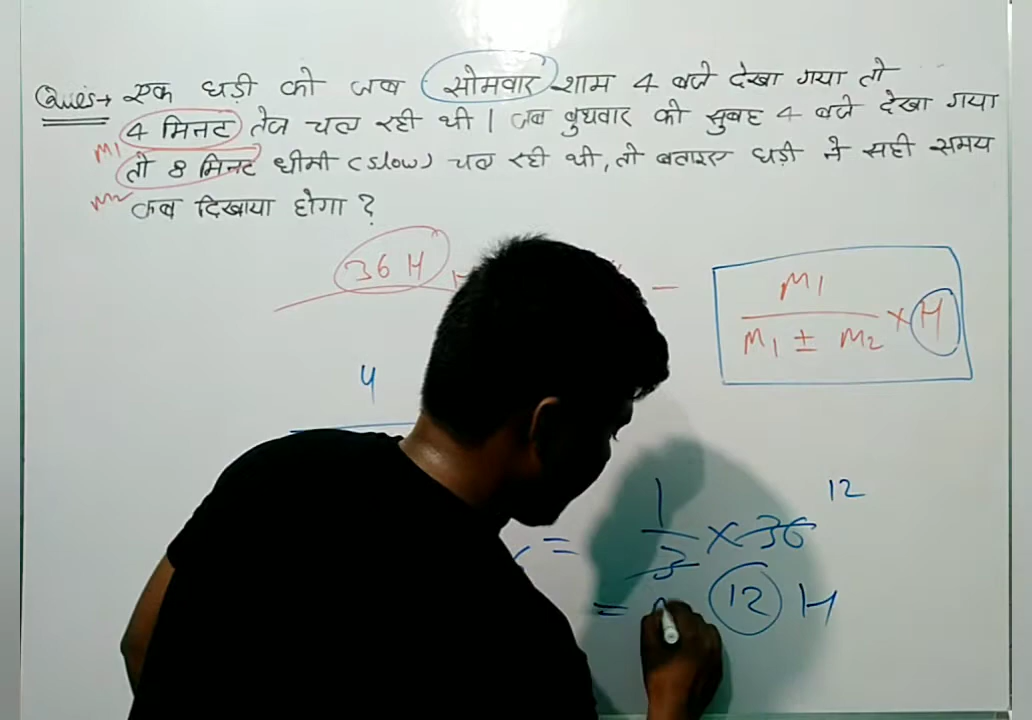 Ques→ एक घड़ी को जब सोमवार शाम 4 बजे देखा गया तो
4 मिनट तेज चल रही थी । जब बुधवार को सुबह 4 बजे देखा गया
M1
तो 8 मिनट धीमी (slow) चल रही थी, तो बताइए घड़ी ने सही समय
M2
कब दिखाया होगा ?
36 H
M1
M1 ± M2 × H
4
= 1/3 × 36 12
= 12 H